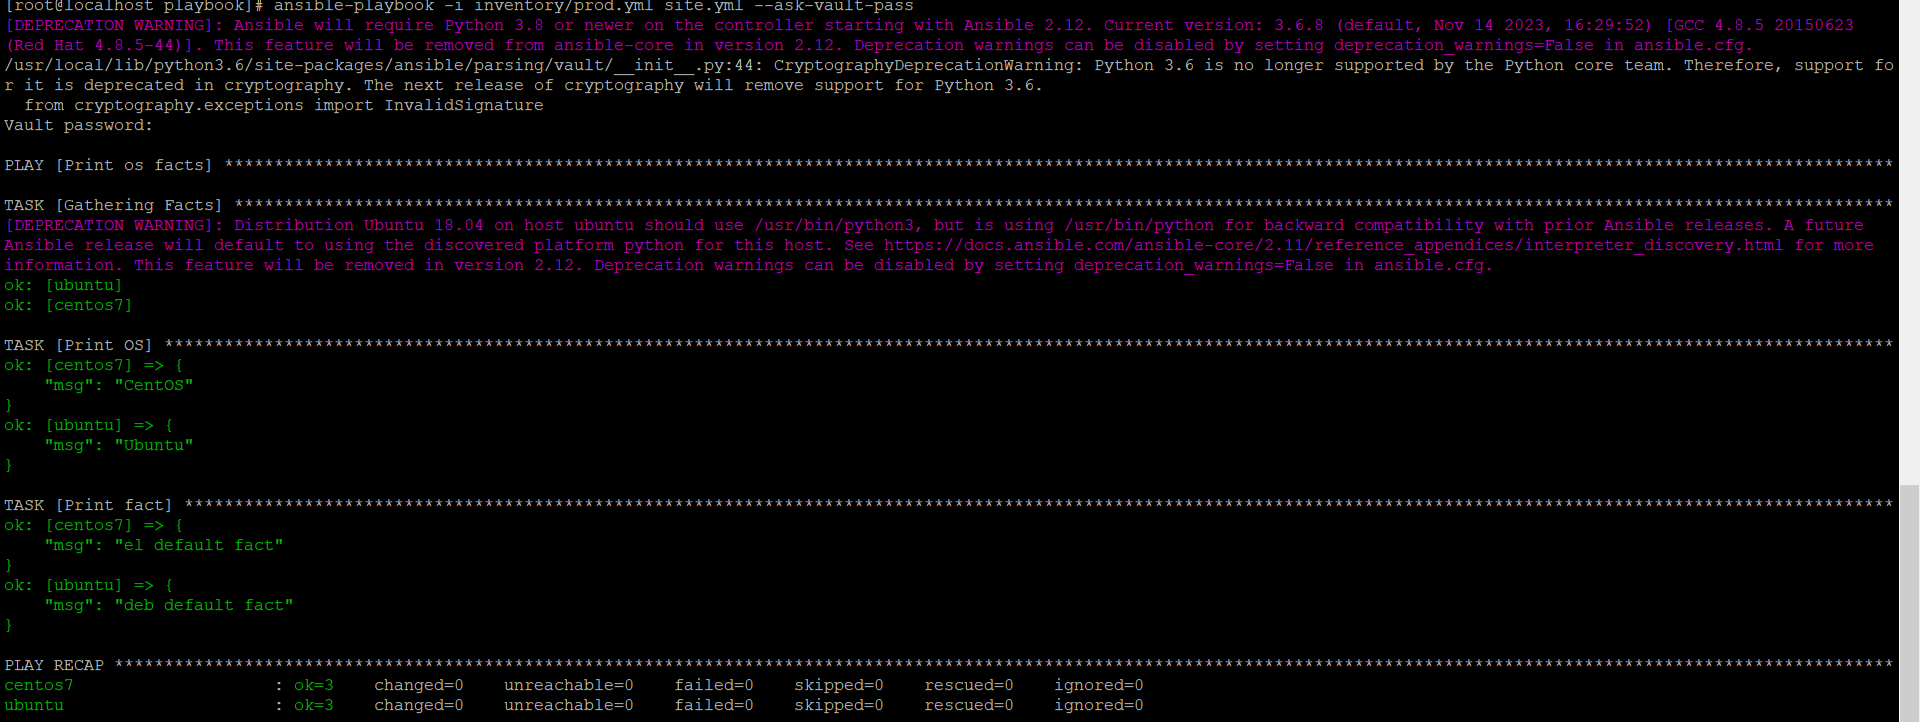 [root@localhost playbook]# ansible-playbook -i inventory/prod.yml site.yml --ask-vault-pass
[DEPRECATION WARNING]: Ansible will require Python 3.8 or newer on the controller starting with Ansible 2.12. Current version: 3.6.8 (default, Nov 14 2023, 16:29:52) [GCC 4.8.5 20150623
(Red Hat 4.8.5-44)]. This feature will be removed from ansible-core in version 2.12. Deprecation warnings can be disabled by setting deprecation_warnings=False in ansible.cfg.
/usr/local/lib/python3.6/site-packages/ansible/parsing/vault/__init__.py:44: CryptographyDeprecationWarning: Python 3.6 is no longer supported by the Python core team. Therefore, support fo
r it is deprecated in cryptography. The next release of cryptography will remove support for Python 3.6.
  from cryptography.exceptions import InvalidSignature
Vault password:

PLAY [Print os facts] ***********************************************************************************************************************************************************************

TASK [Gathering Facts] **********************************************************************************************************************************************************************
[DEPRECATION WARNING]: Distribution Ubuntu 18.04 on host ubuntu should use /usr/bin/python3, but is using /usr/bin/python for backward compatibility with prior Ansible releases. A future
Ansible release will default to using the discovered platform python for this host. See https://docs.ansible.com/ansible-core/2.11/reference_appendices/interpreter_discovery.html for more
information. This feature will be removed in version 2.12. Deprecation warnings can be disabled by setting deprecation_warnings=False in ansible.cfg.
ok: [ubuntu]
ok: [centos7]

TASK [Print OS] *****************************************************************************************************************************************************************************
ok: [centos7] => {
    "msg": "CentOS"
}
ok: [ubuntu] => {
    "msg": "Ubuntu"
}

TASK [Print fact] ***************************************************************************************************************************************************************************
ok: [centos7] => {
    "msg": "el default fact"
}
ok: [ubuntu] => {
    "msg": "deb default fact"
}

PLAY RECAP **********************************************************************************************************************************************************************************
centos7                    : ok=3    changed=0    unreachable=0    failed=0    skipped=0    rescued=0    ignored=0
ubuntu                     : ok=3    changed=0    unreachable=0    failed=0    skipped=0    rescued=0    ignored=0